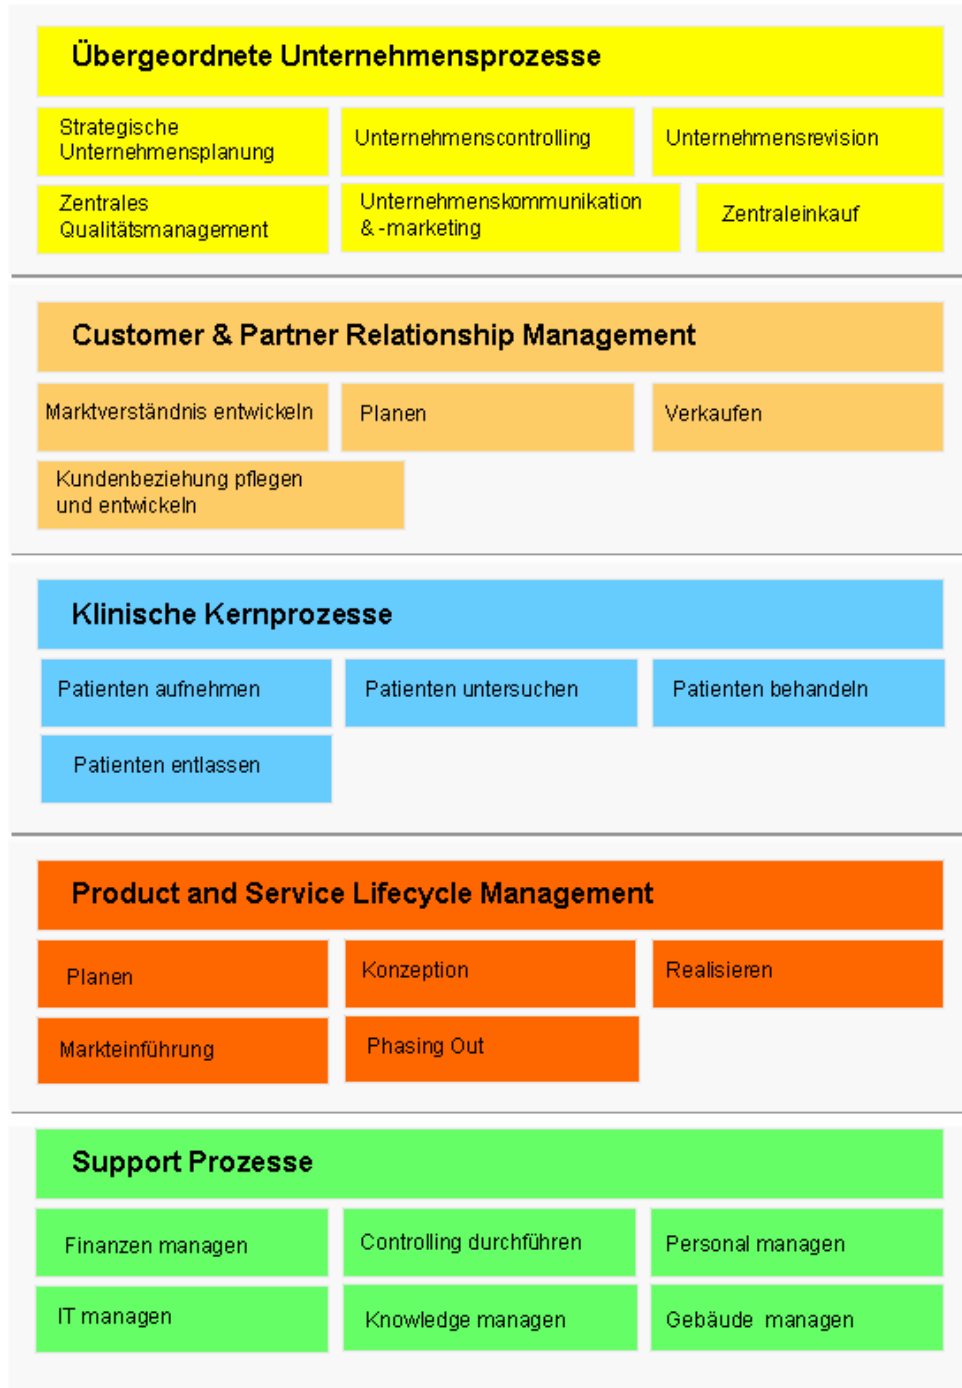 Übergeordnete Unternehmensprozesse
Strategische
Unternehmensplanung
Unternehmenscontrolling
Unternehmensrevision
Zentrales
Qualitätsmanagement
Unternehmenskommunikation
& -marketing
Zentraleinkauf
Customer & Partner Relationship Management
Marktverständnis entwickeln
Planen
Verkaufen
Kundenbeziehung pflegen
und entwickeln
Klinische Kernprozesse
Patienten aufnehmen
Patienten untersuchen
Patienten behandeln
Patienten entlassen
Product and Service Lifecycle Management
Planen
Konzeption
Realisieren
Markteinführung
Phasing Out
Support Prozesse
Finanzen managen
Controlling durchführen
Personal managen
IT managen
Knowledge managen
Gebäude managen